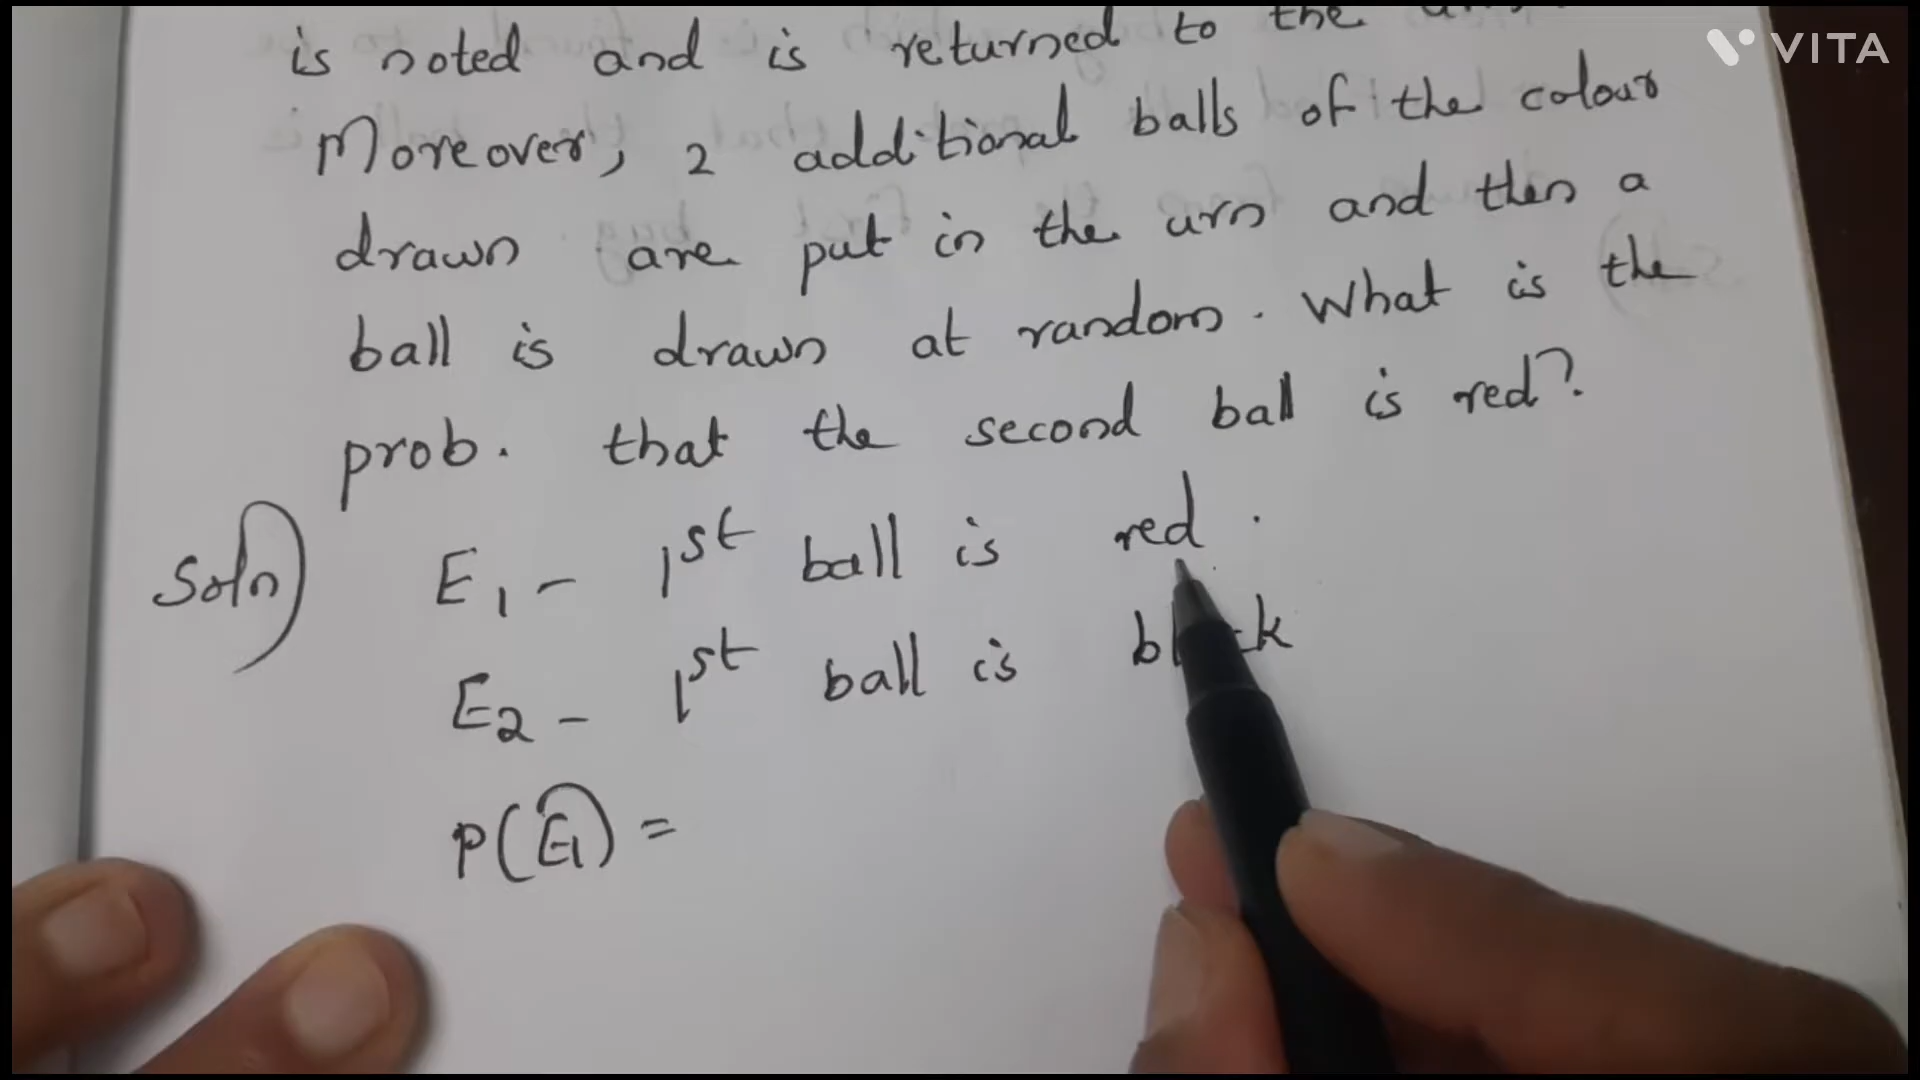 is noted and is returned to the
Moreover, 2 additional balls of the colour
drawn are put in the urn and then a
ball is drawn at random. What is the
prob. that the second ball is red?
Soln) E1 - 1st ball is red.
E2 - 1st ball is
P(E1) =
VITA